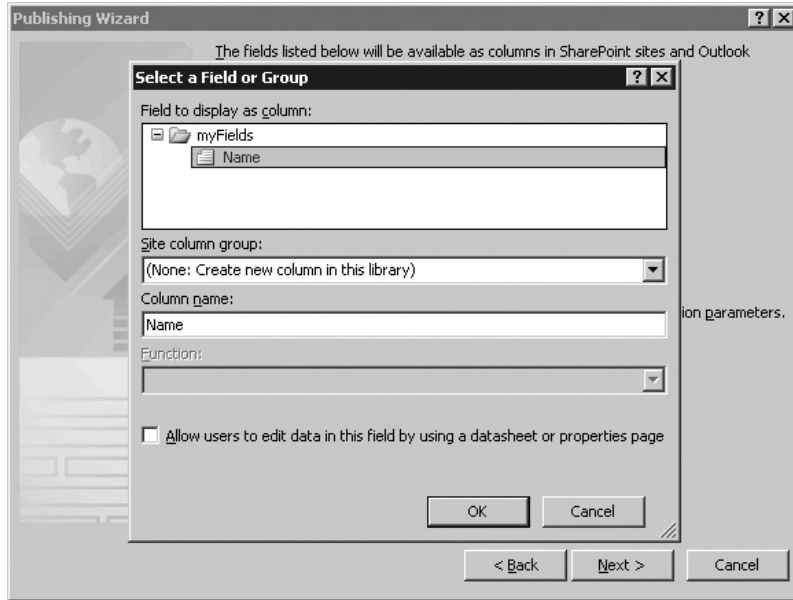 Publishing Wizard
The fields listed below will be available as columns in SharePoint sites and Outlook
Select a Field or Group
Field to display as column:
myFields
Name
Site column group:
(None: Create new column in this library)
Column name:
ion parameters.
Name
Function:
Allow users to edit data in this field by using a datasheet or properties page
OK Cancel
< Back Next > Cancel